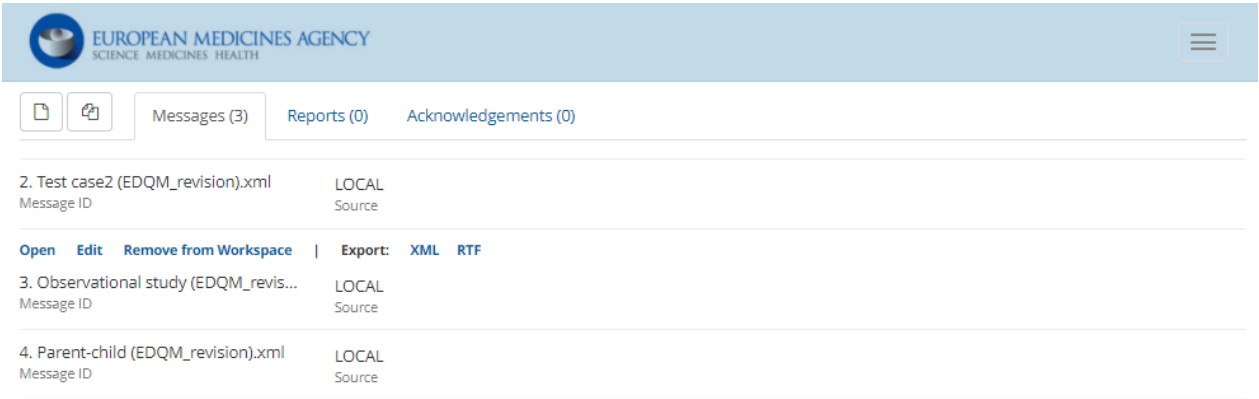 EUROPEAN MEDICINES AGENCY
SCIENCE MEDICINES HEALTH
Messages (3) Reports (0) Acknowledgements (0)
2. Test case2 (EDQM_revision).xml LOCAL
Message ID Source
Open Edit Remove from Workspace | Export: XML RTF
3. Observational study (EDQM_revis... LOCAL
Message ID Source
4. Parent-child (EDQM_revision).xml LOCAL
Message ID Source